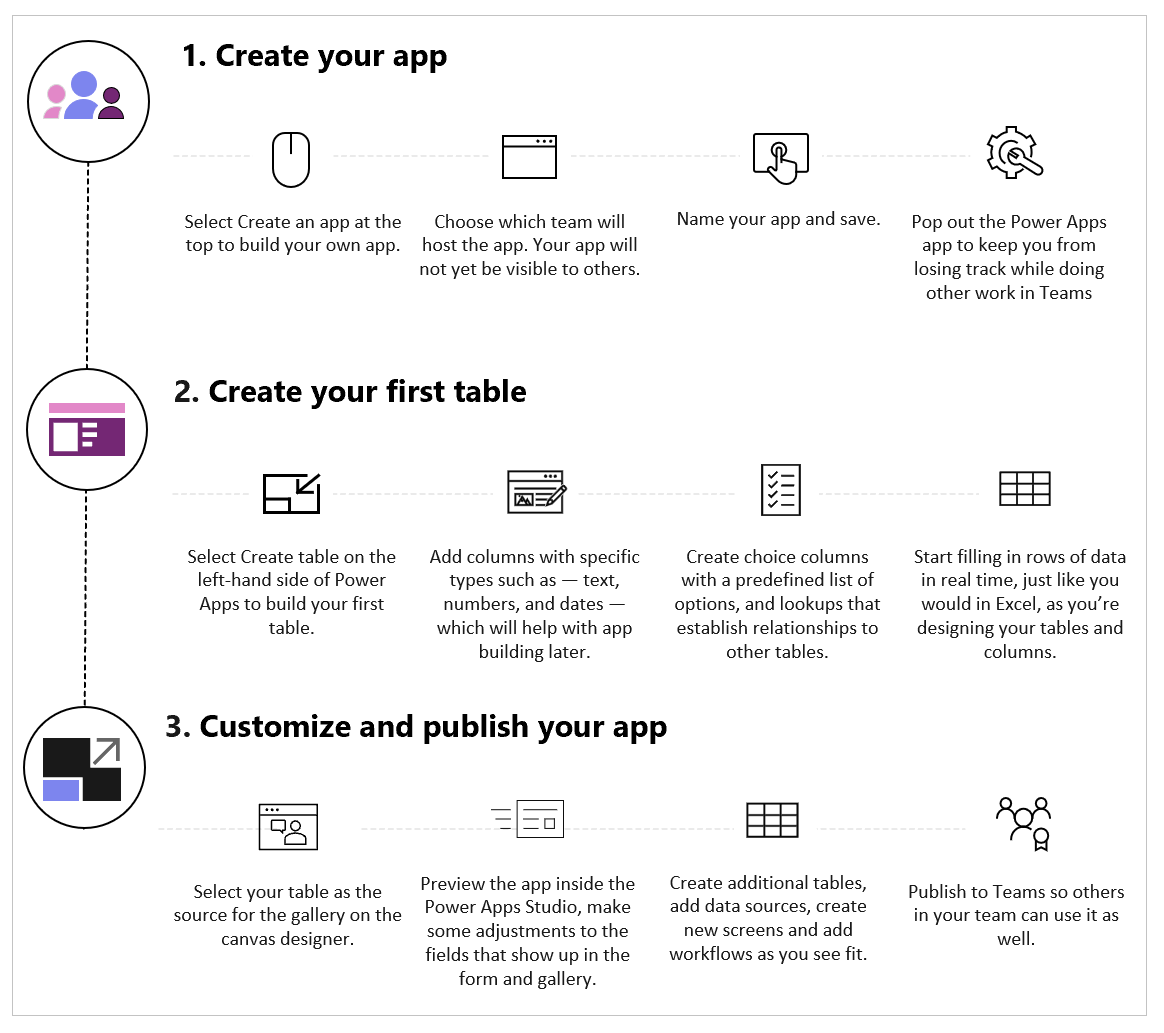 1. Create your app
Select Create an app at the
top to build your own app.
Choose which team will
host the app. Your app will
not yet be visible to others.
Name your app and save.
Pop out the Power Apps
app to keep you from
losing track while doing
other work in Teams
2. Create your first table
Select Create table on the
left-hand side of Power
Apps to build your first
table.
Add columns with specific
types such as — text,
numbers, and dates —
which will help with app
building later.
Create choice columns
with a predefined list of
options, and lookups that
establish relationships to
other tables.
Start filling in rows of data
in real time, just like you
would in Excel, as you’re
designing your tables and
columns.
3. Customize and publish your app
Select your table as the
source for the gallery on the
canvas designer.
Preview the app inside the
Power Apps Studio, make
some adjustments to the
fields that show up in the
form and gallery.
Create additional tables,
add data sources, create
new screens and add
workflows as you see fit.
Publish to Teams so others
in your team can use it as
well.